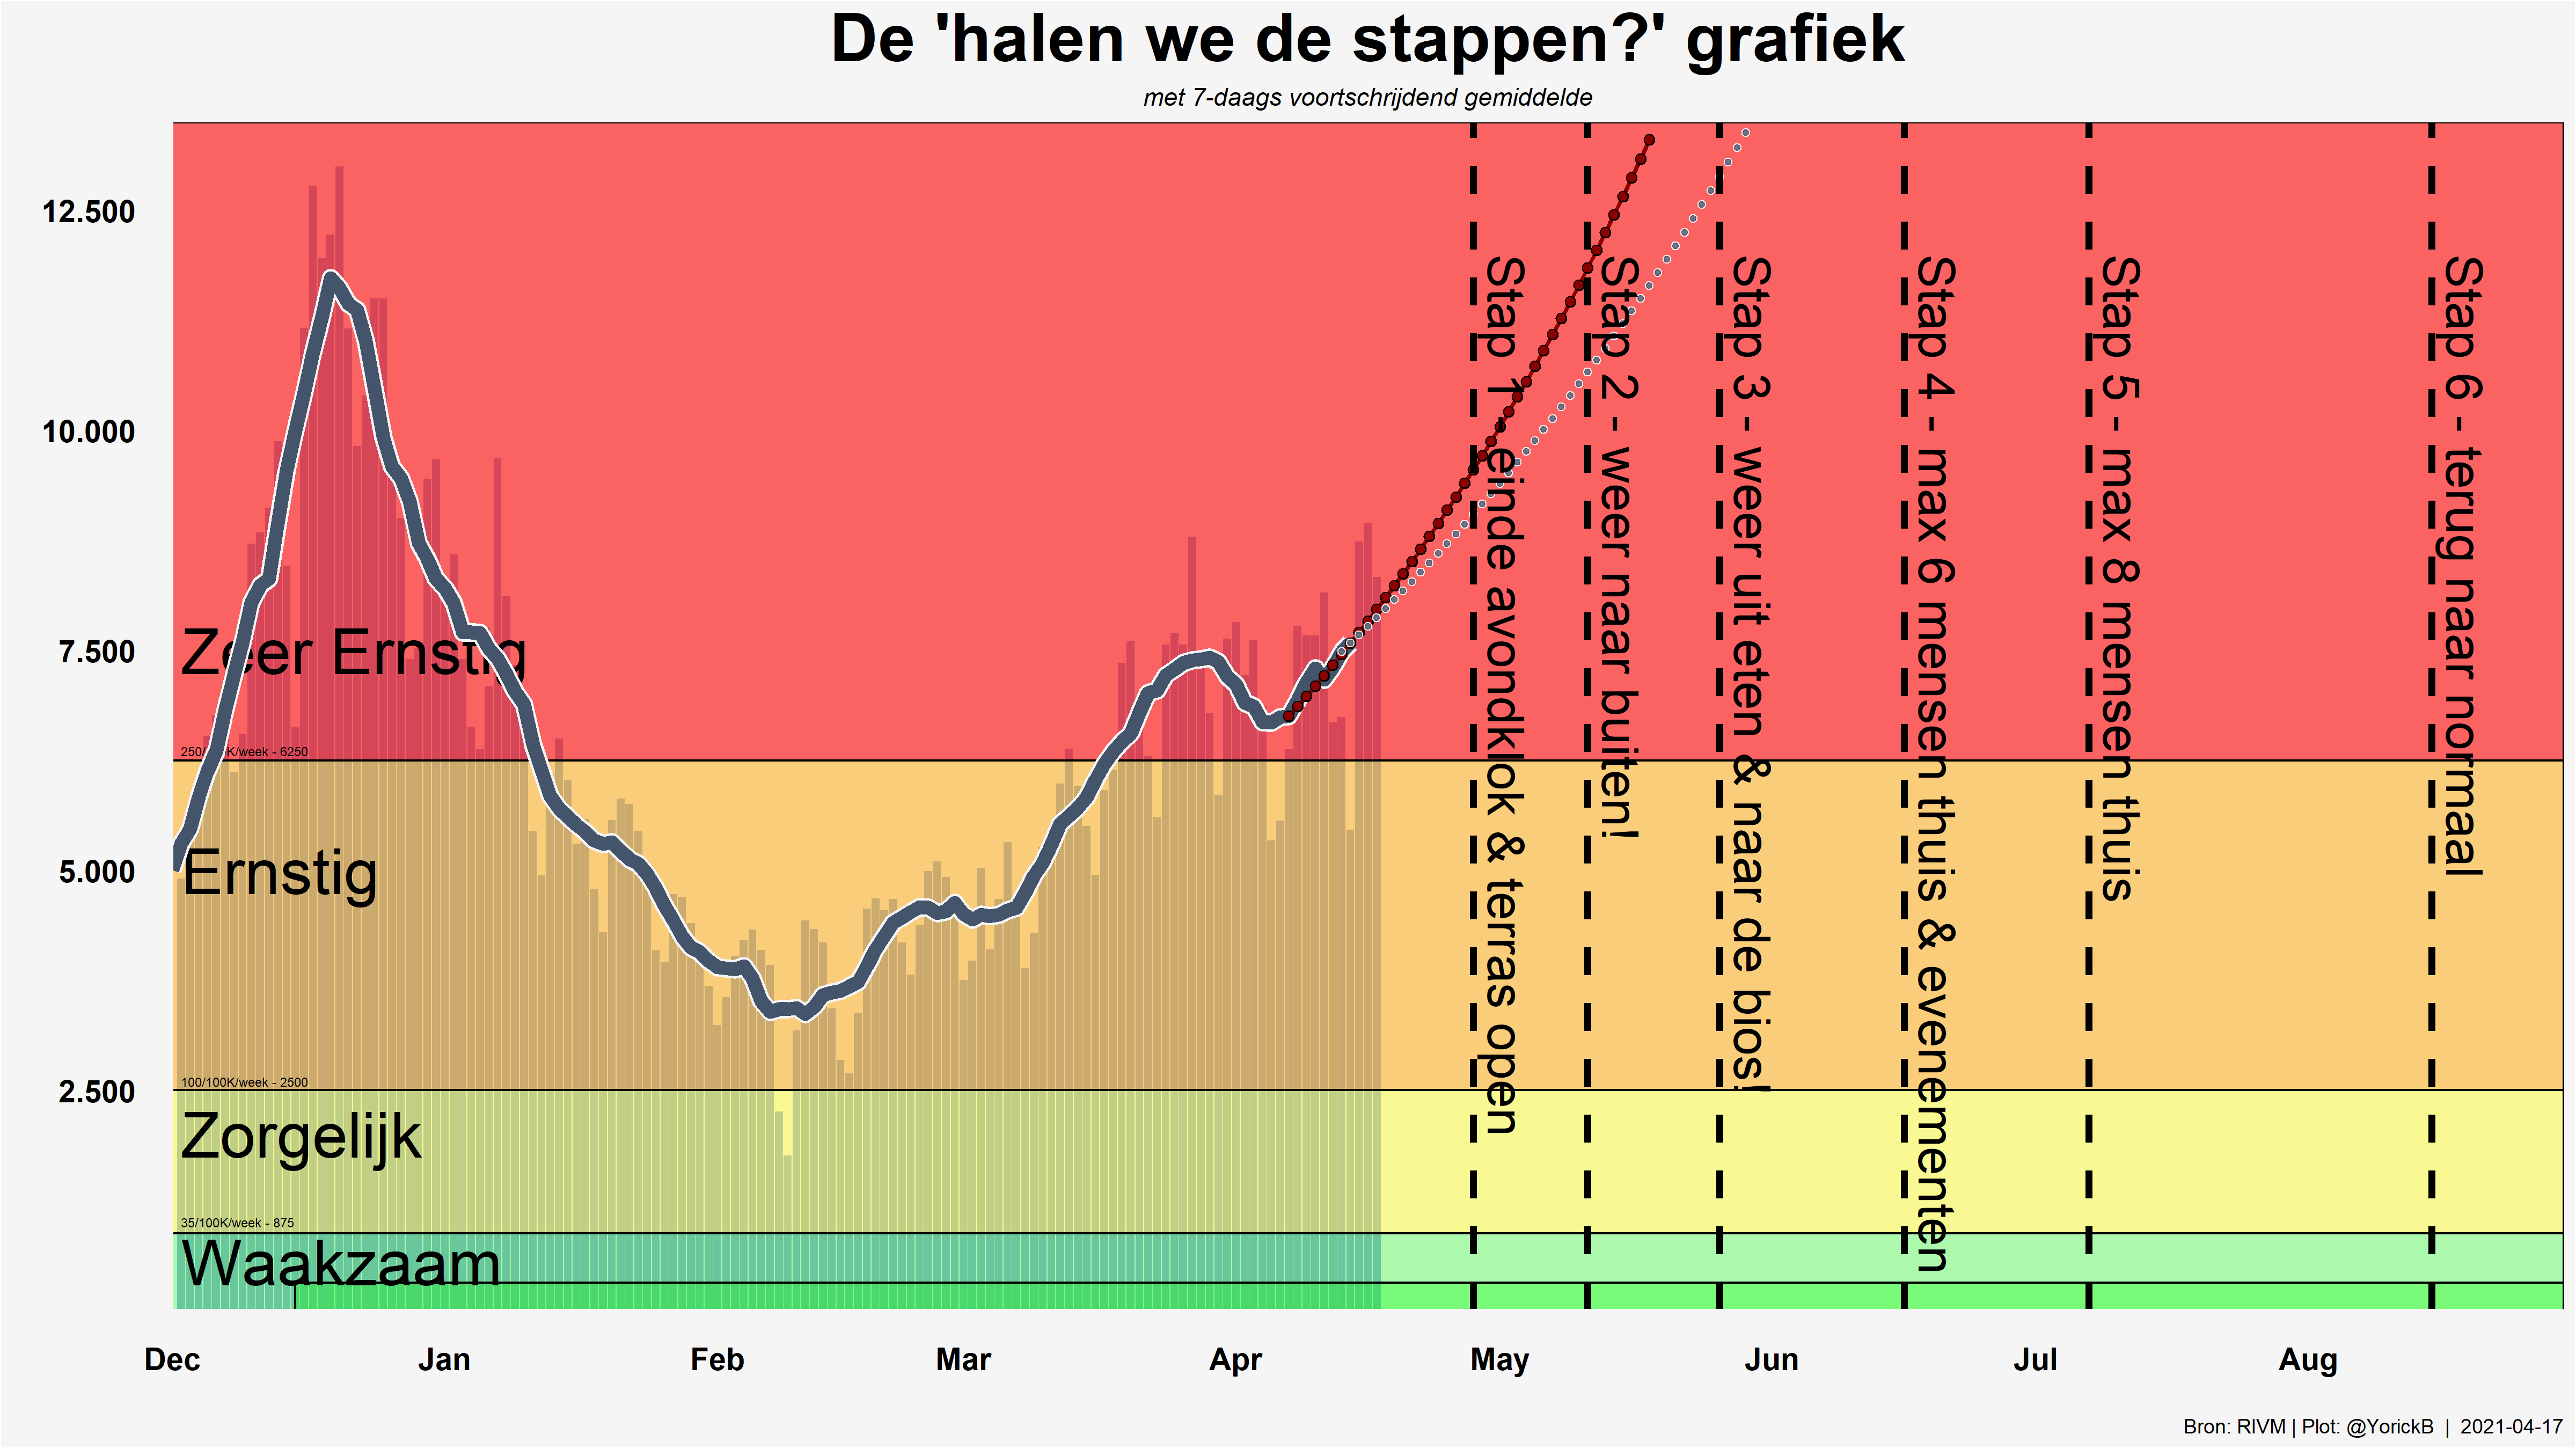 De 'halen we de stappen?' grafiek
met 7-daags voortschrijdend gemiddelde
12.500
10.000
7.500
5.000
2.500
Zeer Ernstig
250/100K/week - 6250
Ernstig
100/100K/week - 2500
Zorgelijk
35/100K/week - 875
Waakzaam
Stap 1 - einde avondklok & terras open
Stap 2 - weer naar buiten!
Stap 3 - weer uit eten & naar de bios!
Stap 4 - max 6 mensen thuis & evenementen
Stap 5 - max 8 mensen thuis
Stap 6 - terug naar normaal
Dec Jan Feb Mar Apr May Jun Jul Aug
Bron: RIVM | Plot: @YorickB | 2021-04-17